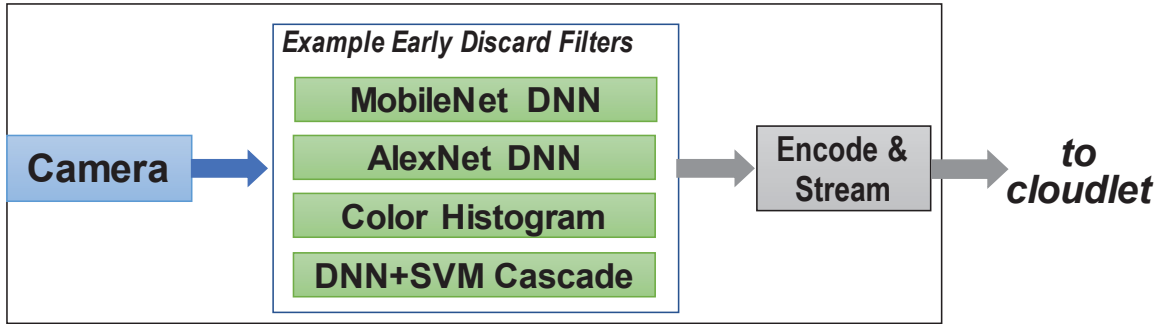 Camera
Example Early Discard Filters
MobileNet DNN
AlexNet DNN
Color Histogram
DNN+SVM Cascade
Encode &
Stream
to
cloudlet